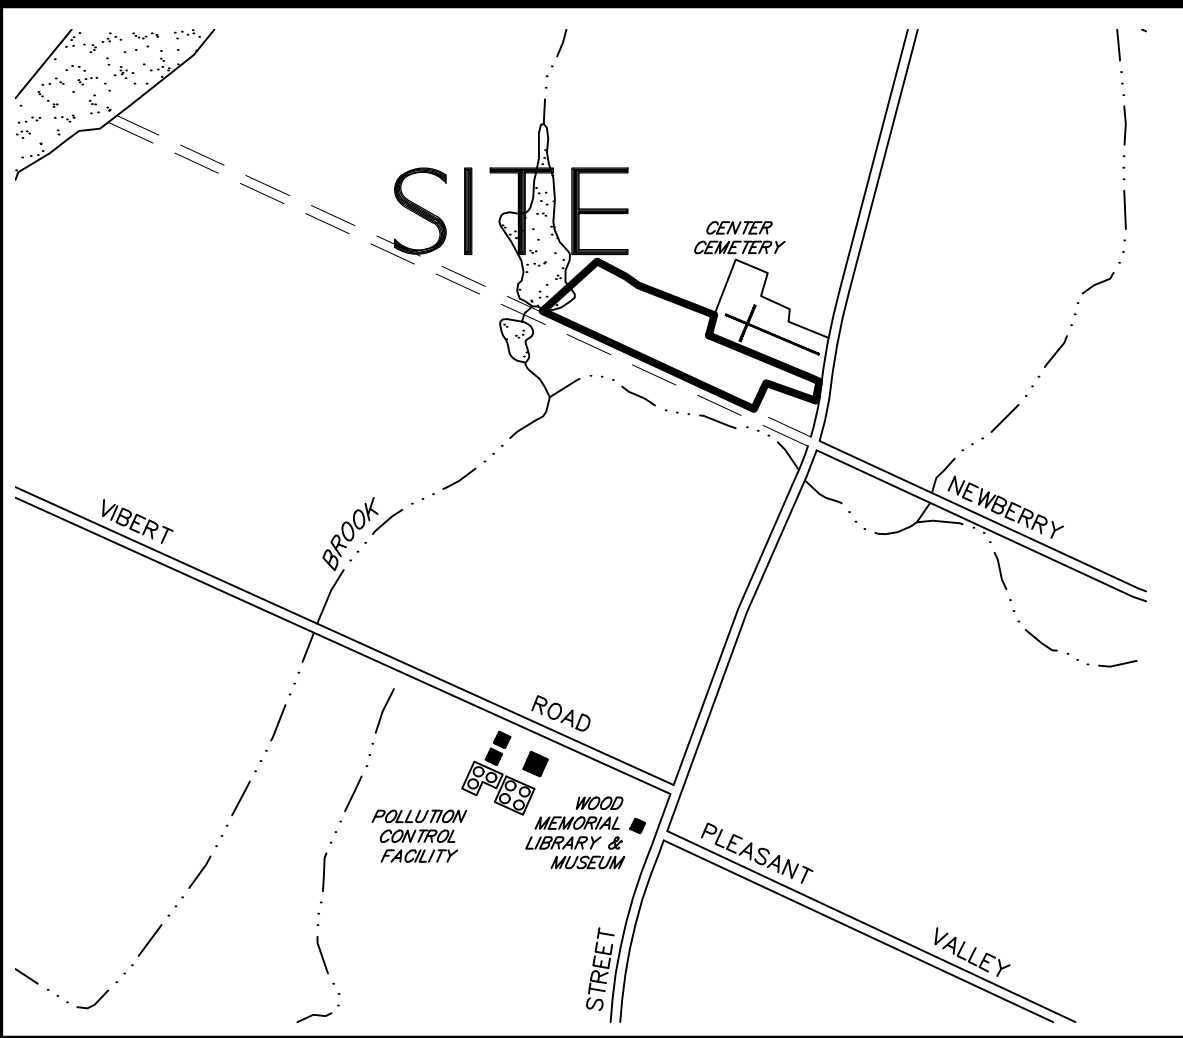 SITE
CENTER
CEMETERY
NEWBERRY
VIBERT
BROOK
ROAD
POLLUTION
CONTROL
FACILITY
WOOD
MEMORIAL
LIBRARY &
MUSEUM
PLEASANT
VALLEY
STREET